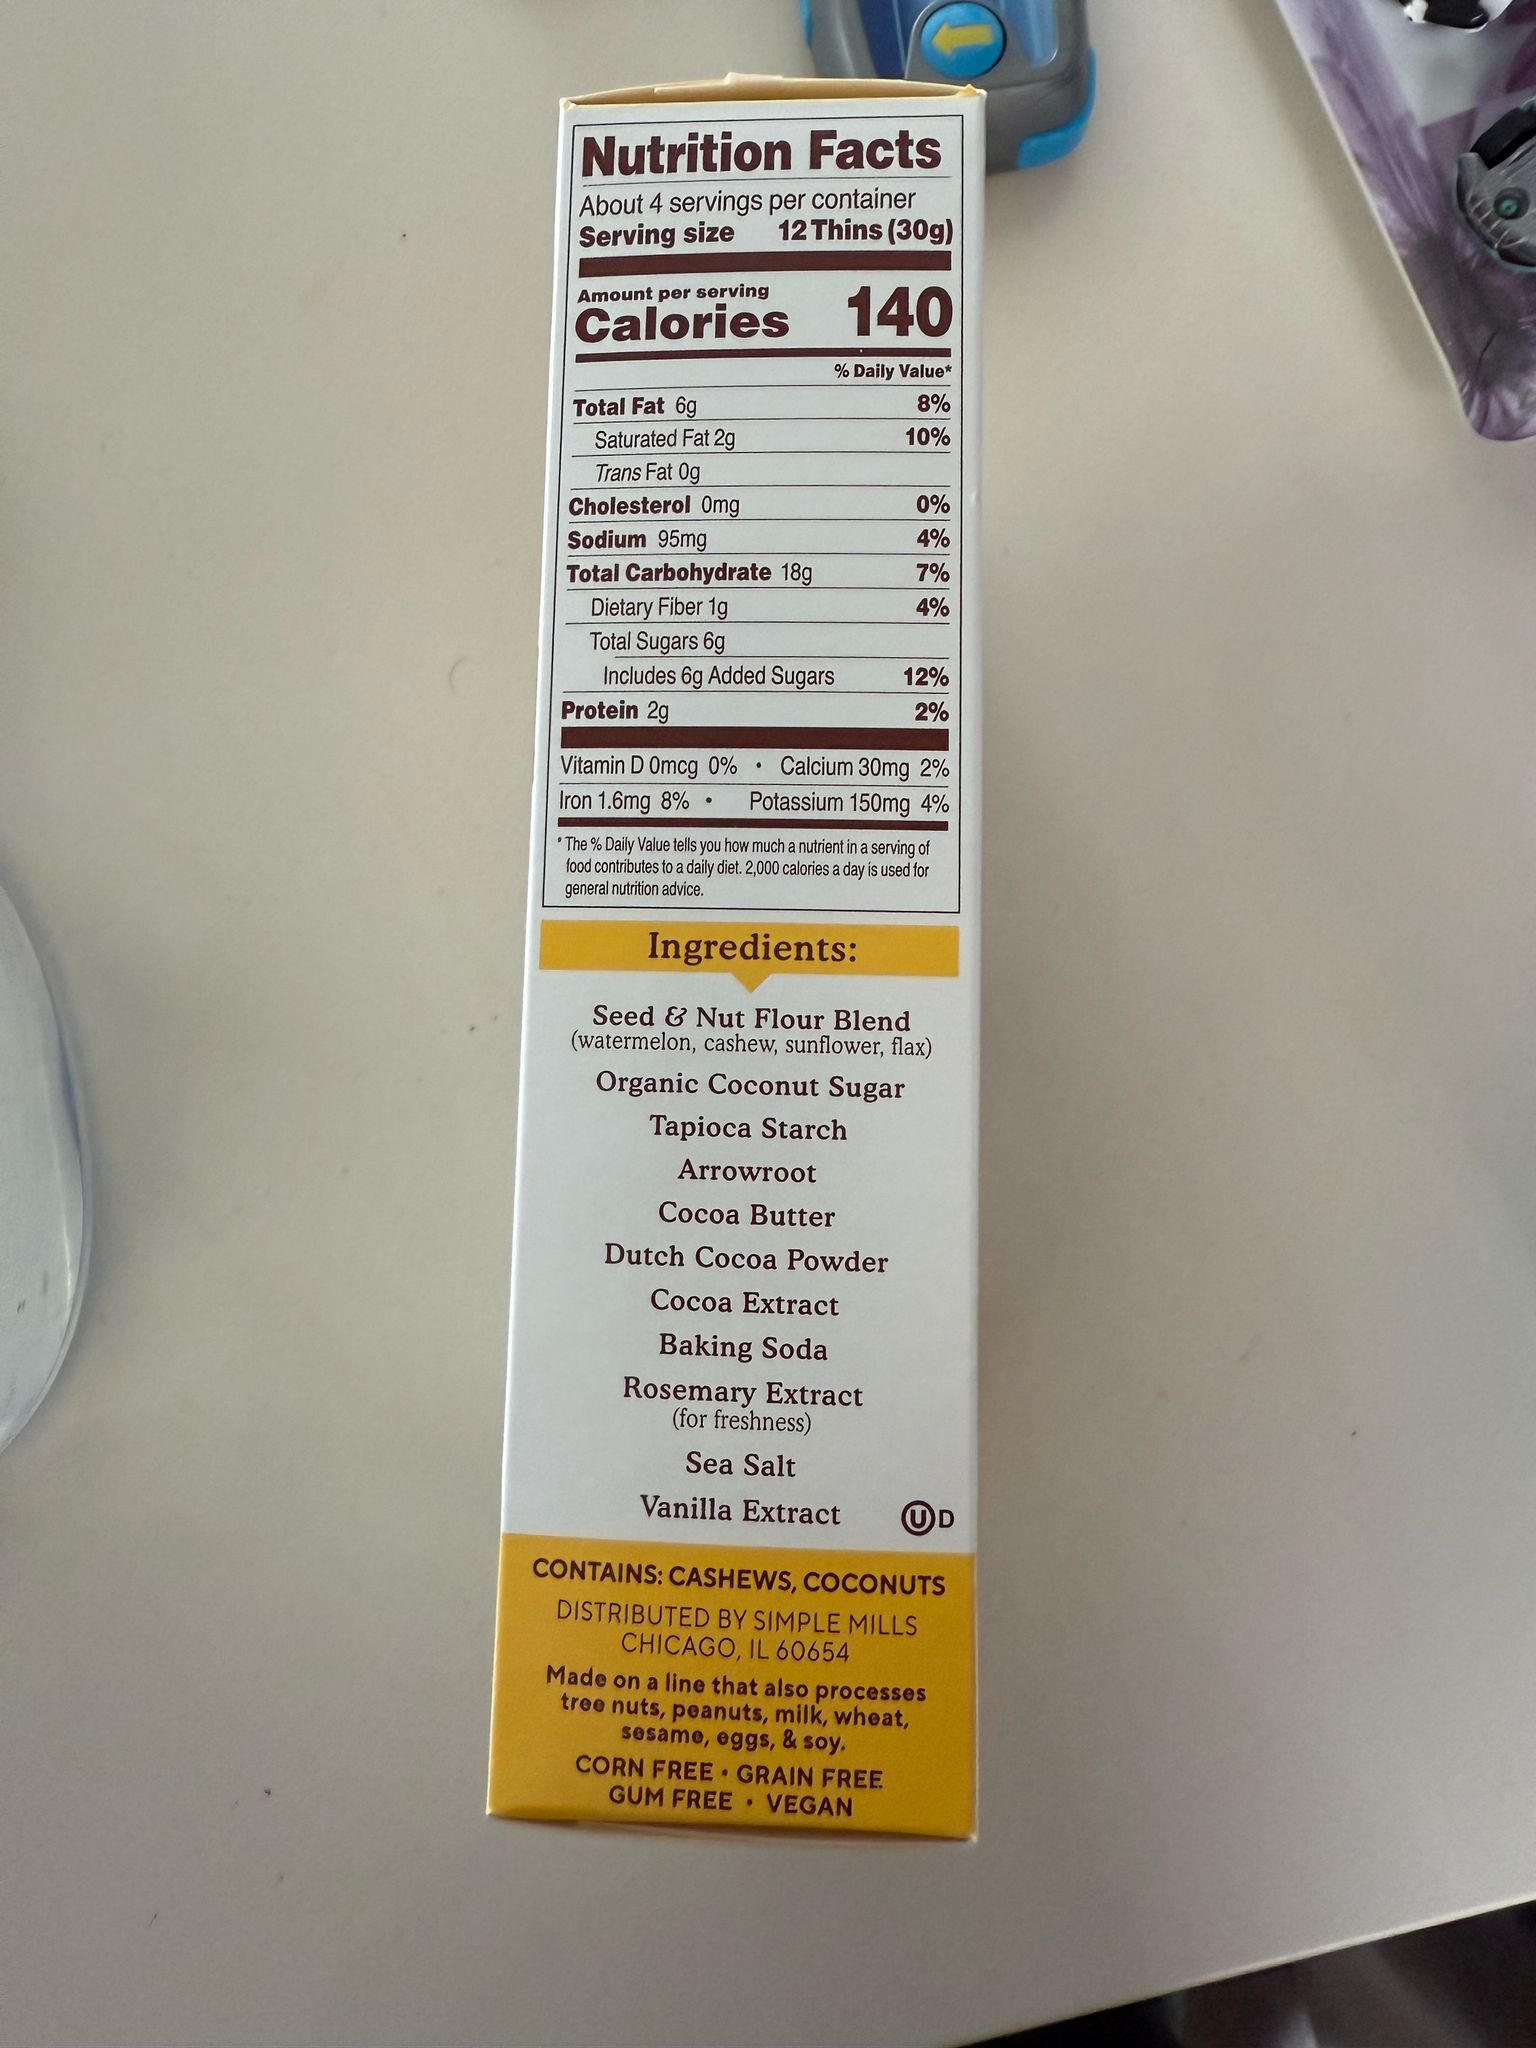 Nutrition Facts
About 4 servings per container
Serving size 12 Thins (30g)
Amount per serving
Calories 140
% Daily Value*
Total Fat 6g 8%
Saturated Fat 2g 10%
Trans Fat 0g
Cholesterol 0mg 0%
Sodium 95mg 4%
Total Carbohydrate 18g 7%
Dietary Fiber 1g 4%
Total Sugars 6g
Includes 6g Added Sugars 12%
Protein 2g 2%
Vitamin D 0mcg 0% • Calcium 30mg 2%
Iron 1.6mg 8% • Potassium 150mg 4%
* The % Daily Value tells you how much a nutrient in a serving of
food contributes to a daily diet. 2,000 calories a day is used for
general nutrition advice.
Ingredients:
Seed & Nut Flour Blend
(watermelon, cashew, sunflower, flax)
Organic Coconut Sugar
Tapioca Starch
Arrowroot
Cocoa Butter
Dutch Cocoa Powder
Cocoa Extract
Baking Soda
Rosemary Extract
(for freshness)
Sea Salt
Vanilla Extract
U D
CONTAINS: CASHEWS, COCONUTS
DISTRIBUTED BY SIMPLE MILLS
CHICAGO, IL 60654
Made on a line that also processes
tree nuts, peanuts, milk, wheat,
sesame, eggs, & soy.
CORN FREE • GRAIN FREE
GUM FREE • VEGAN